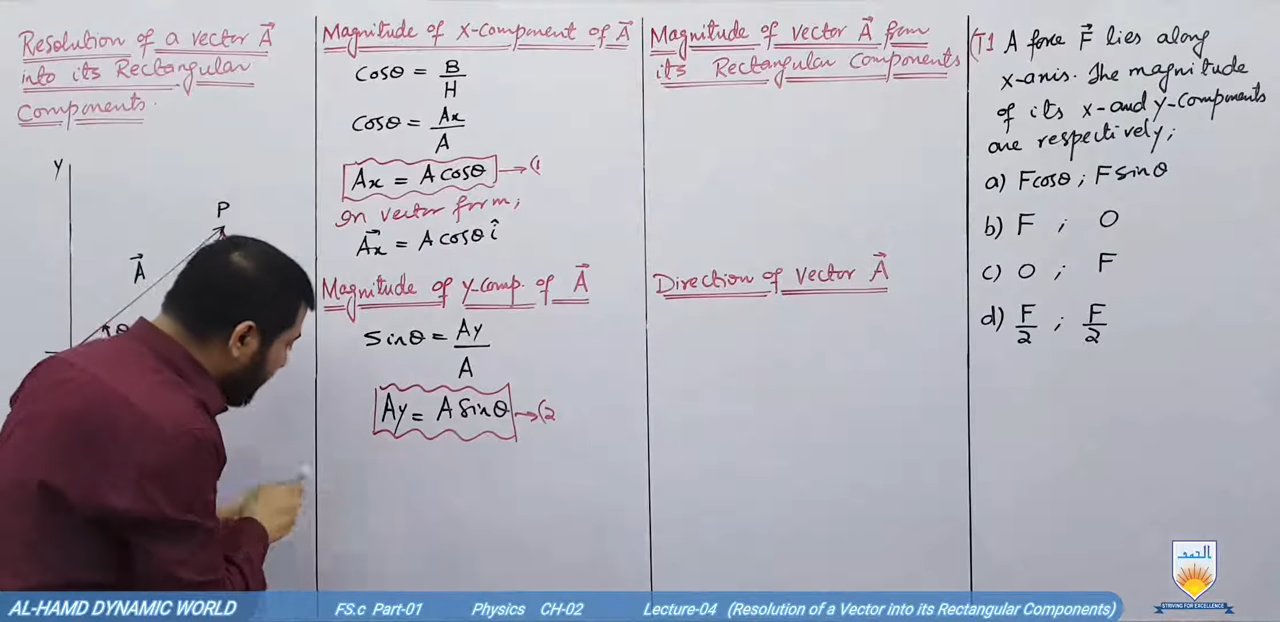 Resolution of a vector A⃗
into its Rectangular
Components.
Y
P
A⃗
θ
Magnitude of X-Component of A⃗
Cosθ = B/H
Cosθ = Ax/A
Ax = A cosθ →(1
In vector form;
A⃗x = A cosθ î
Magnitude of y-comp. of A⃗
Sinθ = Ay/A
Ay = A sinθ →(2
Magnitude of vector A⃗ from
its Rectangular Components
Direction of vector A⃗
(T1 A force F⃗ lies along
x-axis. The magnitude
of its x-and y-Components
are respectively;
a) Fcosθ ; Fsinθ
b) F ; 0
c) 0 ; F
d) F/2 ; F/2
الحمد
STRIVING FOR EXCELLENCE
AL-HAMD DYNAMIC WORLD FS.c Part-01 Physics CH-02 Lecture-04 (Resolution of a Vector into its Rectangular Components)